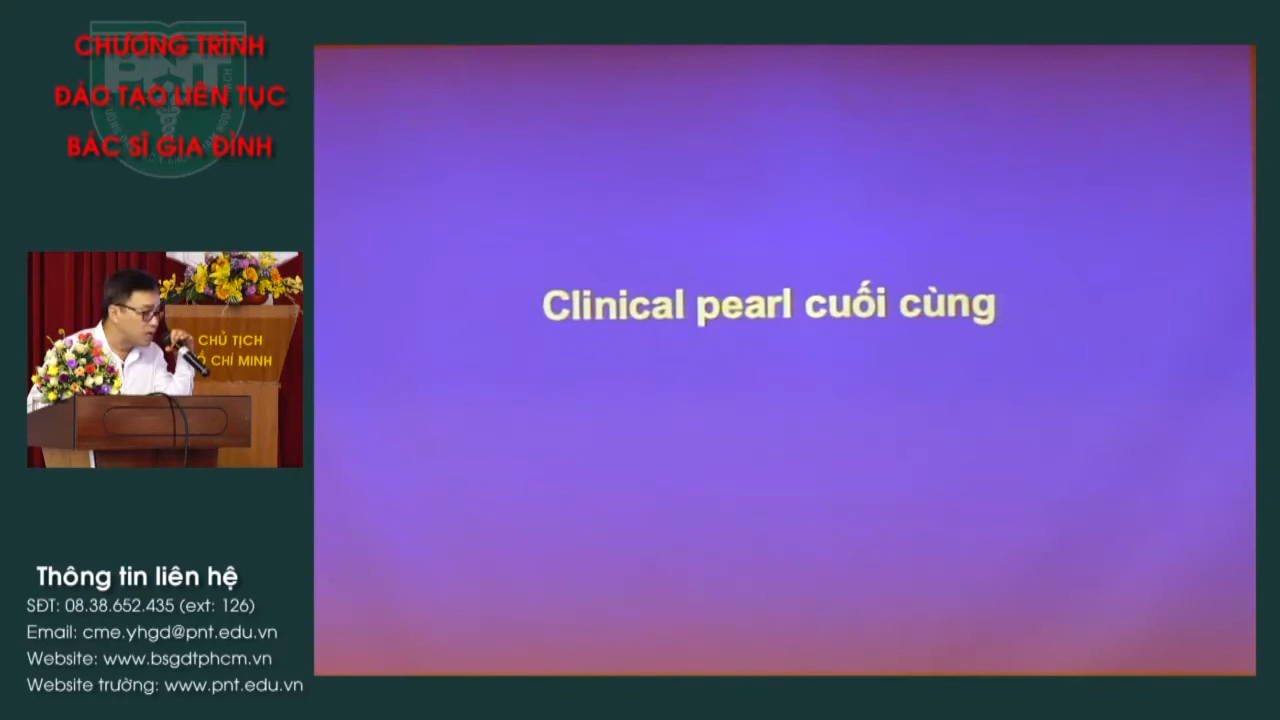 CHƯƠNG TRÌNH
ĐÀO TẠO LIÊN TỤC
BÁC SĨ GIA ĐÌNH
PNT
Clinical pearl cuối cùng
CHỦ TỊCH
Ồ CHÍ MINH
Thông tin liên hệ
SĐT: 08.38.652.435 (ext: 126)
Email: cme.yhgd@pnt.edu.vn
Website: www.bsgdtphcm.vn
Website trường: www.pnt.edu.vn